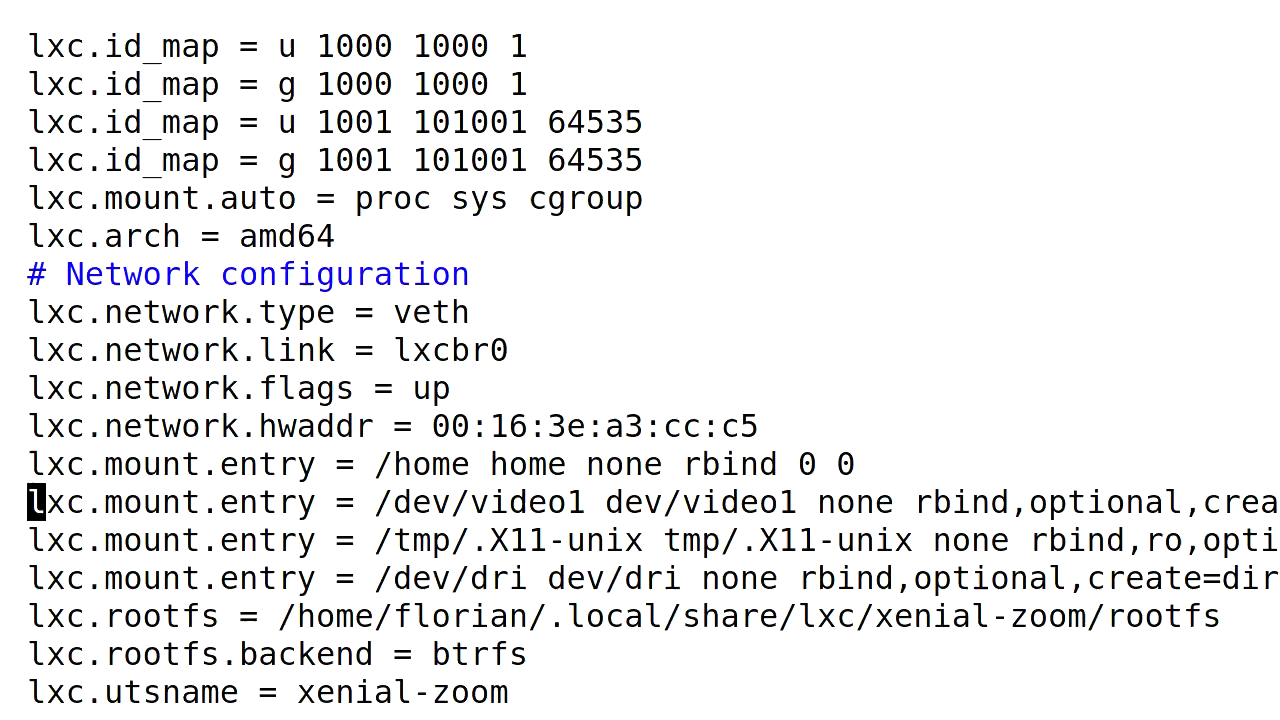 lxc.id_map = u 1000 1000 1
lxc.id_map = g 1000 1000 1
lxc.id_map = u 1001 101001 64535
lxc.id_map = g 1001 101001 64535
lxc.mount.auto = proc sys cgroup
lxc.arch = amd64
# Network configuration
lxc.network.type = veth
lxc.network.link = lxcbr0
lxc.network.flags = up
lxc.network.hwaddr = 00:16:3e:a3:cc:c5
lxc.mount.entry = /home home none rbind 0 0
lxc.mount.entry = /dev/video1 dev/video1 none rbind,optional,crea
lxc.mount.entry = /tmp/.X11-unix tmp/.X11-unix none rbind,ro,opti
lxc.mount.entry = /dev/dri dev/dri none rbind,optional,create=dir
lxc.rootfs = /home/florian/.local/share/lxc/xenial-zoom/rootfs
lxc.rootfs.backend = btrfs
lxc.utsname = xenial-zoom